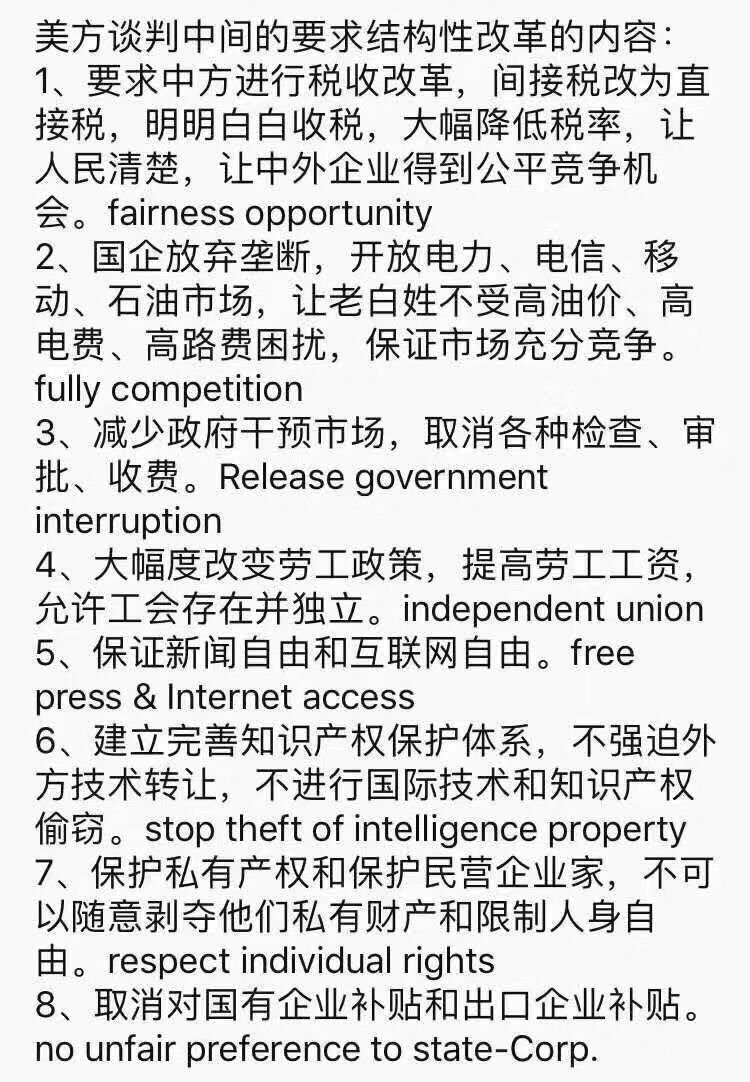 美方谈判中间的要求结构性改革的内容：
1、要求中方进行税收改革，间接税改为直
接税，明明白白收税，大幅降低税率，让
人民清楚，让中外企业得到公平竞争机
会。fairness opportunity
2、国企放弃垄断，开放电力、电信、移
动、石油市场，让老白姓不受高油价、高
电费、高路费困扰，保证市场充分竞争。
fully competition
3、减少政府干预市场，取消各种检查、审
批、收费。Release government
interruption
4、大幅度改变劳工政策，提高劳工工资，
允许工会存在并独立。independent union
5、保证新闻自由和互联网自由。free
press & Internet access
6、建立完善知识产权保护体系，不强迫外
方技术转让，不进行国际技术和知识产权
偷窃。stop theft of intelligence property
7、保护私有产权和保护民营企业家，不可
以随意剥夺他们私有财产和限制人身自
由。respect individual rights
8、取消对国有企业补贴和出口企业补贴。
no unfair preference to state-Corp.